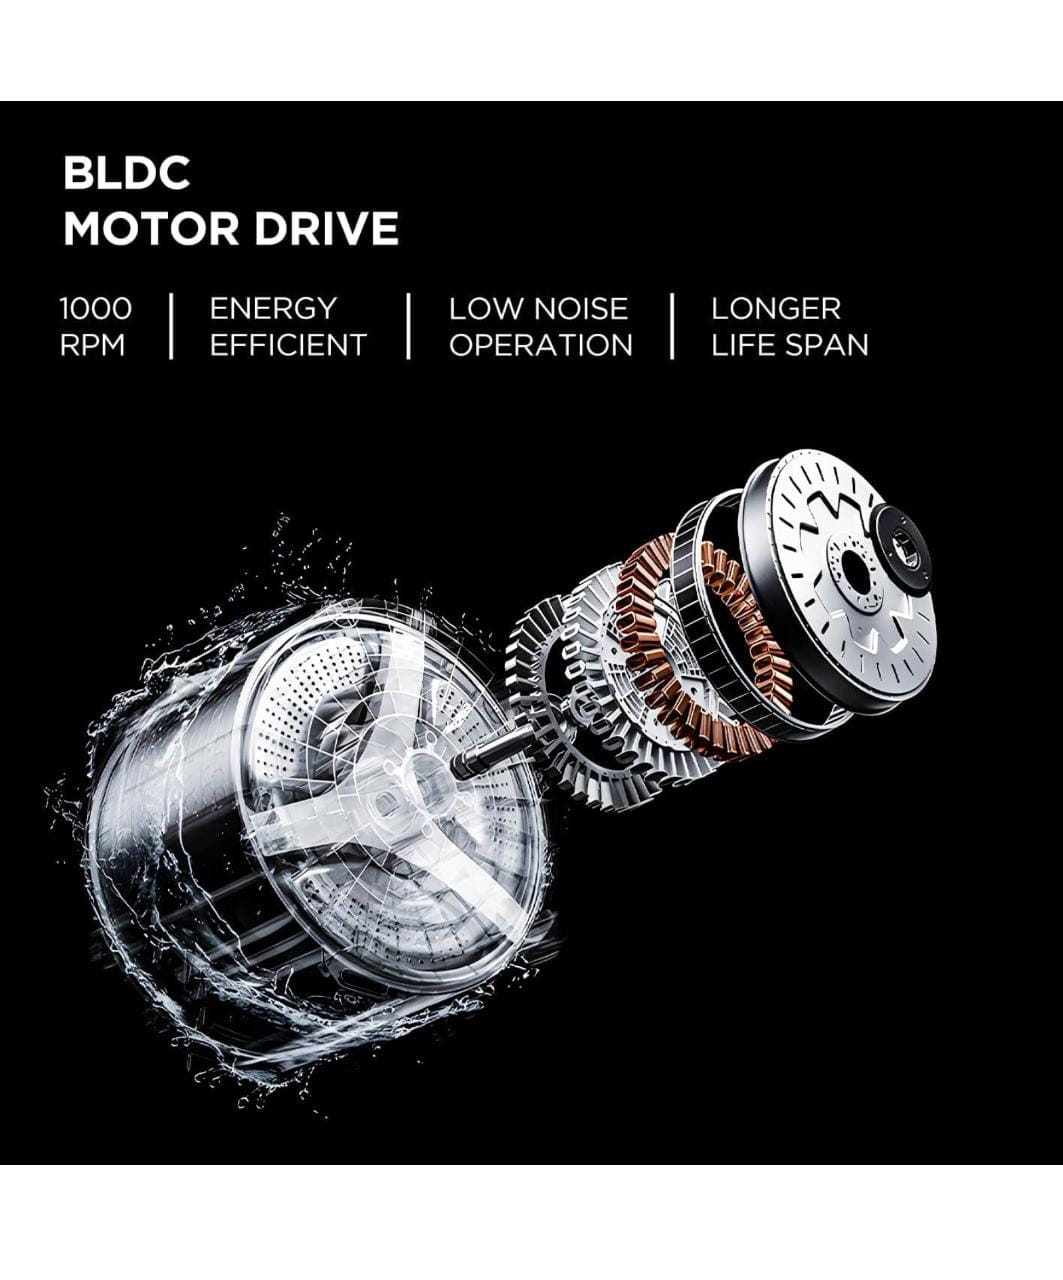 BLDC
MOTOR DRIVE
1000 RPM
ENERGY EFFICIENT
LOW NOISE OPERATION
LONGER LIFE SPAN